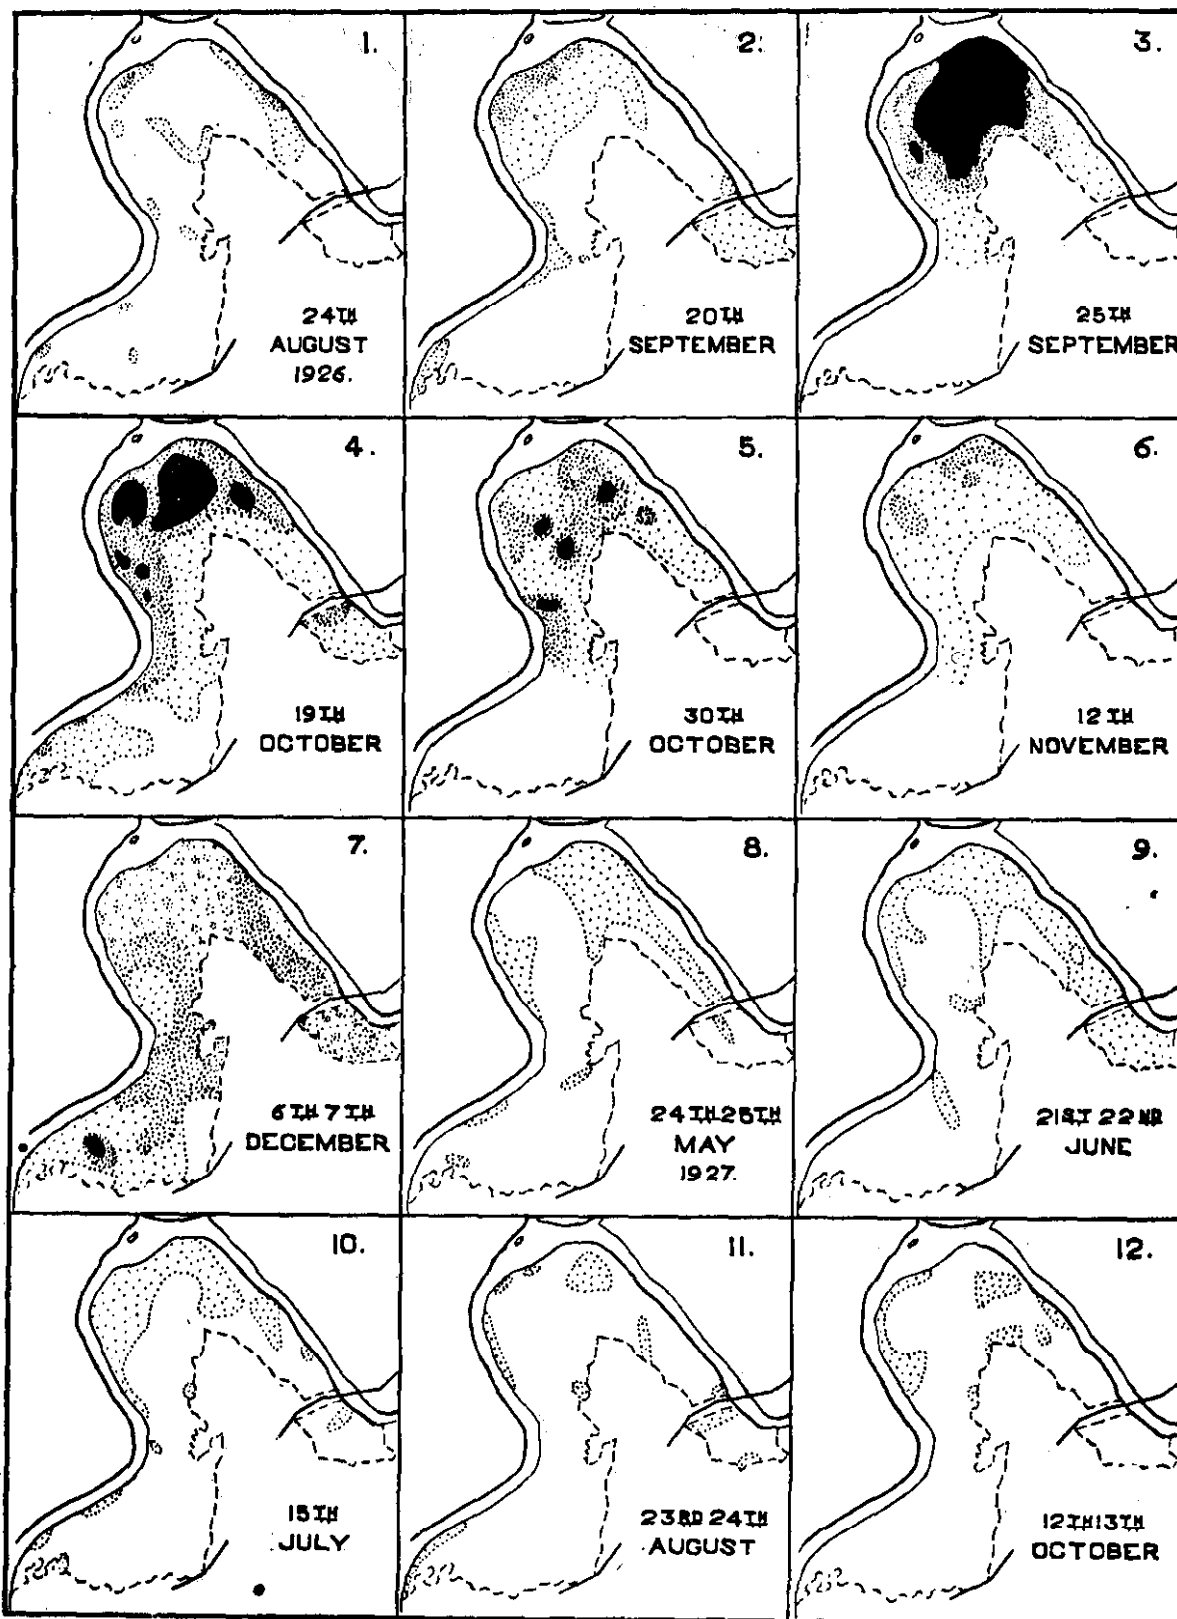 1.
24TH
AUGUST
1926.
2.
20TH
SEPTEMBER
3.
25TH
SEPTEMBER
4.
19TH
OCTOBER
5.
30TH
OCTOBER
6.
12TH
NOVEMBER
7.
6TH 7TH
DECEMBER
8.
24TH-25TH
MAY
1927.
9.
21ST 22ND
JUNE
10.
15TH
JULY
11.
23RD 24TH
AUGUST
12.
12TH 13TH
OCTOBER